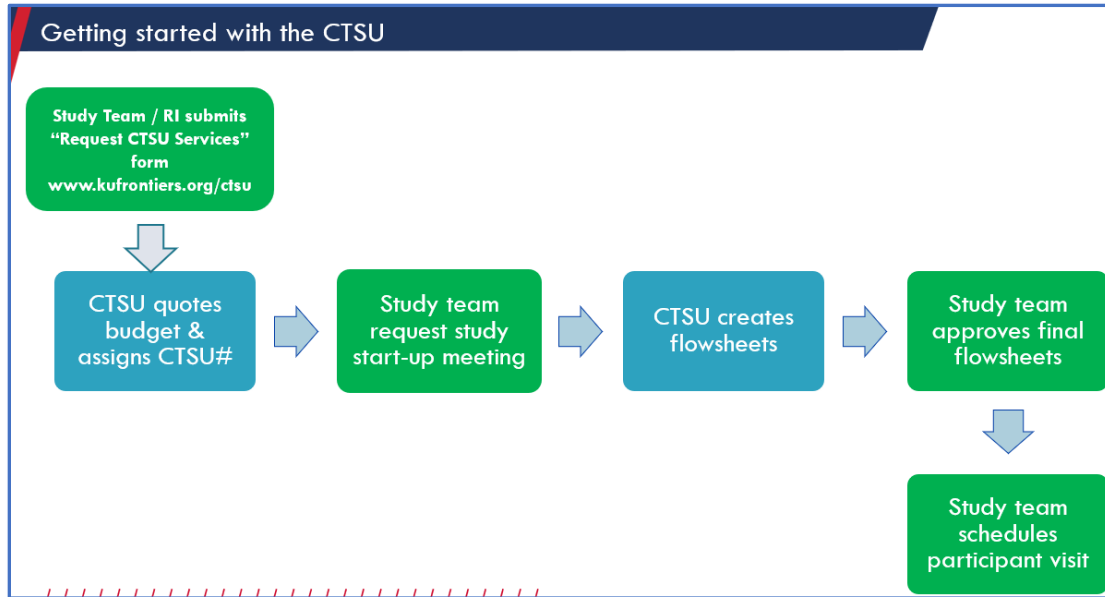 Getting started with the CTSU
Study Team / RI submits
“Request CTSU Services”
form
www.kufrontiers.org/ctsu
CTSU quotes
budget &
assigns CTSU#
Study team
request study
start-up meeting
CTSU creates
flowsheets
Study team
approves final
flowsheets
Study team
schedules
participant visit